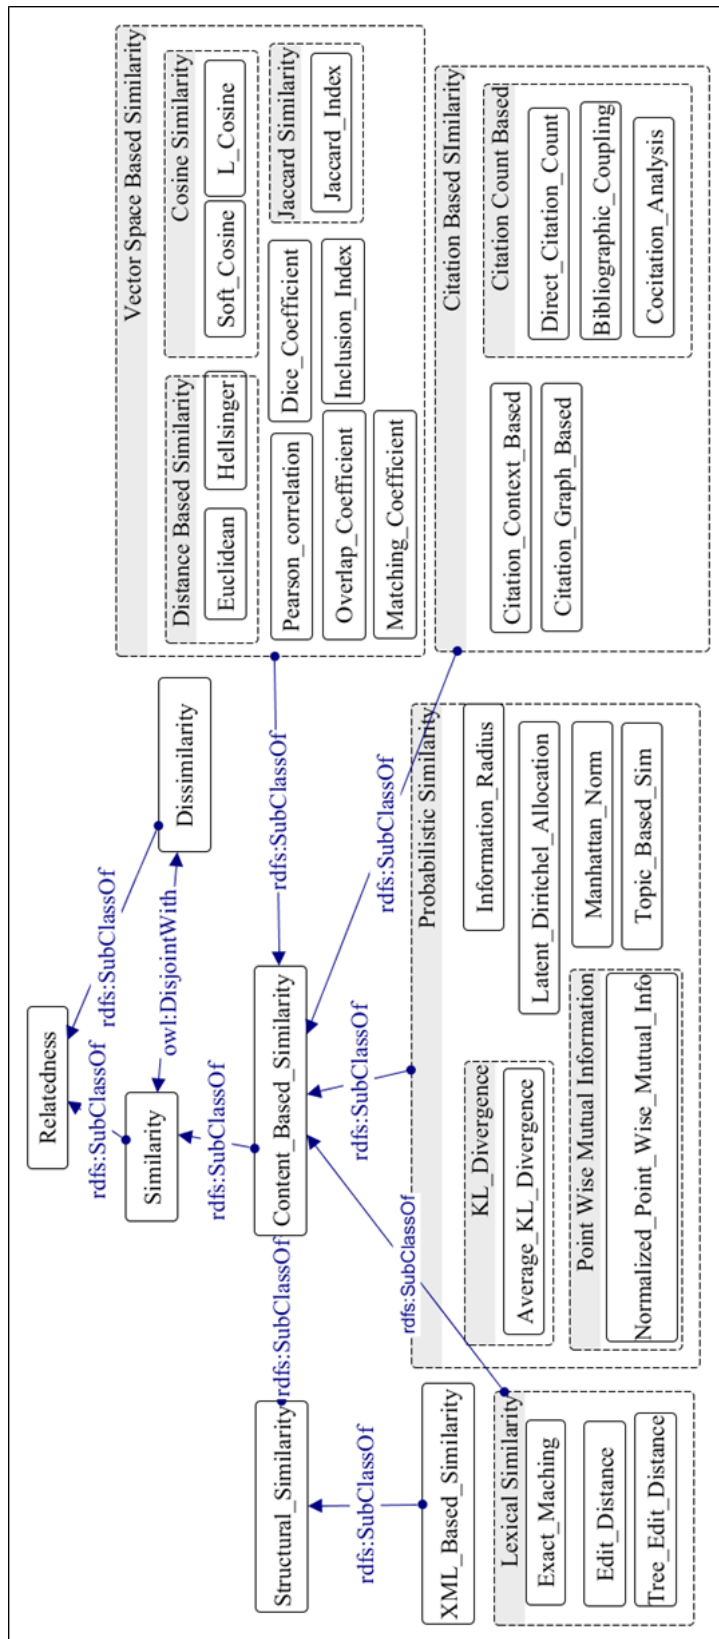 Relatedness
rdfs:SubClassOf
rdfs:SubClassOf
Similarity
owl:DisjointWith
Dissimilarity
rdfs:SubClassOf
Structural_Similarity
rdfs:SubClassOf
Content_Based_Similarity
rdfs:SubClassOf
rdfs:SubClassOf
XML_Based_Similarity
rdfs:SubClassOf
rdfs:SubClassOf
rdfs:SubClassOf
Vector Space Based Similarity
Distance Based Similarity
Euclidean
Hellsinger
Cosine Similarity
Soft_Cosine
L_Cosine
Pearson_correlation
Dice_Coefficient
Overlap_Coefficient
Inclusion_Index
Matching_Coefficient
Jaccard Similarity
Jaccard_Index
Lexical Similarity
Exact_Maching
Edit_Distance
Tree_Edit_Distance
Probabilistic Similarity
KL_Divergence
Average_KL_Divergence
Information_Radius
Latent_Diritchel_Allocation
Point Wise Mutual Information
Normalized_Point_Wise_Mutual_Info
Manhattan_Norm
Topic_Based_Sim
Citation Based SImilarity
Citation_Context_Based
Citation_Graph_Based
Citation Count Based
Direct_Citation_Count
Bibliographic_Coupling
Cocitation_Analysis